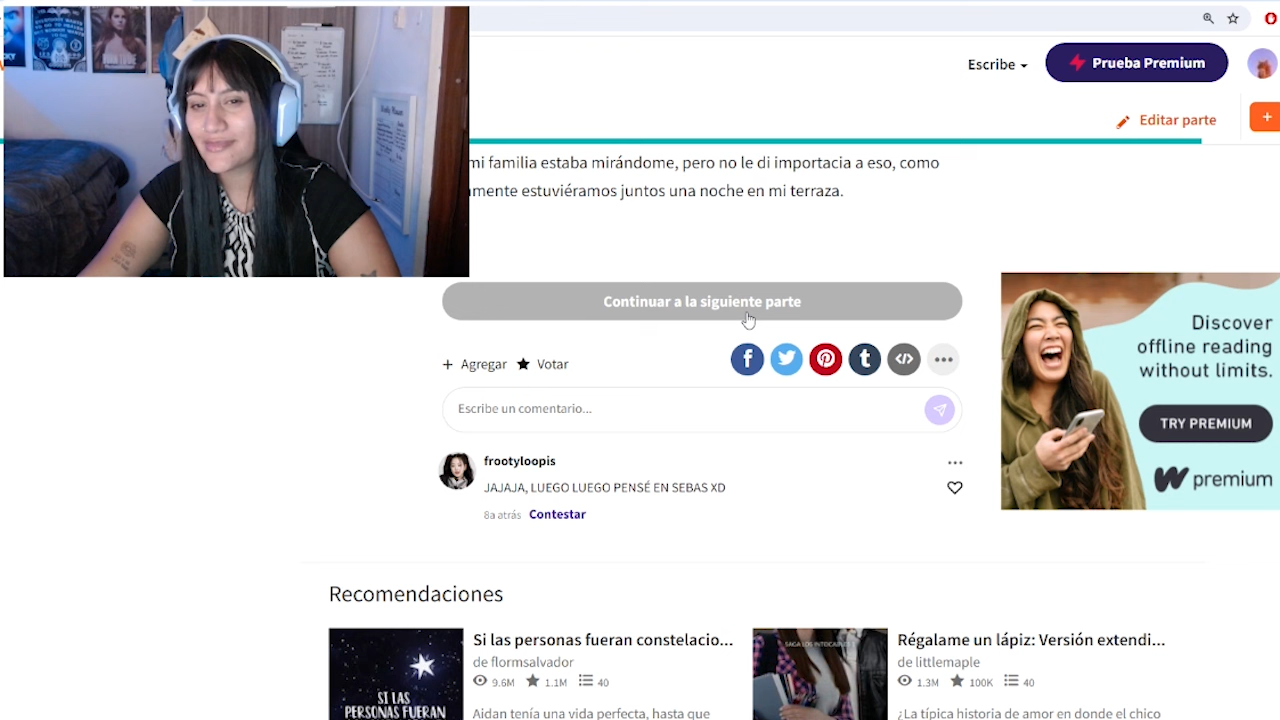 Escribe
Prueba Premium
Editar parte
+
mi familia estaba mirándome, pero no le di importacia a eso, como
amente estuviéramos juntos una noche en mi terraza.
Continuar a la siguiente parte
+ Agregar ★ Votar
Escribe un comentario...
frootyloopis
JAJAJA, LUEGO LUEGO PENSÉ EN SEBAS XD
8a atrás Contestar
Discover
offline reading
without limits.
TRY PREMIUM
premium
Recomendaciones
Si las personas fueran constelacio...
de flormsalvador
9.6M 1.1M 40
Aidan tenía una vida perfecta, hasta que
SI LAS
PERSONAS FUERAN
Régalame un lápiz: Versión extendi...
de littlemaple
1.3M 100K 40
¿La típica historia de amor en donde el chico